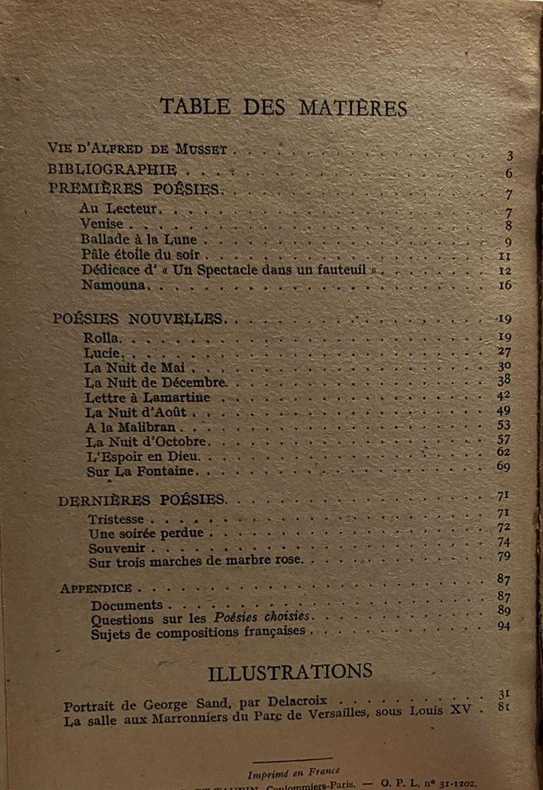 TABLE DES MATIÈRES
VIE D'ALFRED DE MUSSET . . . . . . . . . . . . . . . . 3
BIBLIOGRAPHIE . . . . . . . . . . . . . . . . 6
PREMIÈRES POÉSIES. . . . . . . . . . . . . . . . 7
Au Lecteur. . . . . . . . . . . . . . . . 7
Venise . . . . . . . . . . . . . . . . 8
Ballade à la Lune . . . . . . . . . . . . . . . . 9
Pâle étoile du soir . . . . . . . . . . . . . . . . 11
Dédicace d' « Un Spectacle dans un fauteuil » . . . . . . . . 12
Namouna. . . . . . . . . . . . . . . . 16
POÉSIES NOUVELLES. . . . . . . . . . . . . . . . 19
Rolla. . . . . . . . . . . . . . . . 19
Lucie. . . . . . . . . . . . . . . . 27
La Nuit de Mai . . . . . . . . . . . . . . . . 30
La Nuit de Décembre. . . . . . . . . . . . . . . . 38
Lettre à Lamartine . . . . . . . . . . . . . . . . 42
La Nuit d'Août . . . . . . . . . . . . . . . . 49
A la Malibran . . . . . . . . . . . . . . . . 53
La Nuit d'Octobre. . . . . . . . . . . . . . . . 57
L'Espoir en Dieu. . . . . . . . . . . . . . . . 62
Sur La Fontaine. . . . . . . . . . . . . . . . 69
DERNIÈRES POÉSIES. . . . . . . . . . . . . . . . 71
Tristesse . . . . . . . . . . . . . . . . 71
Une soirée perdue . . . . . . . . . . . . . . . . 72
Souvenir . . . . . . . . . . . . . . . . 74
Sur trois marches de marbre rose. . . . . . . . . . . . 79
APPENDICE . . . . . . . . . . . . . . . . 87
Documents . . . . . . . . . . . . . . . . 87
Questions sur les Poésies choisies. . . . . . . . . . . . 89
Sujets de compositions françaises . . . . . . . . . . . . 94
ILLUSTRATIONS
Portrait de George Sand, par Delacroix . . . . . . . . . . . 31
La salle aux Marronniers du Parc de Versailles, sous Louis XV . 81
Imprimé en France
Coulommiers-Paris. — O. P. L. nº 31-1202.